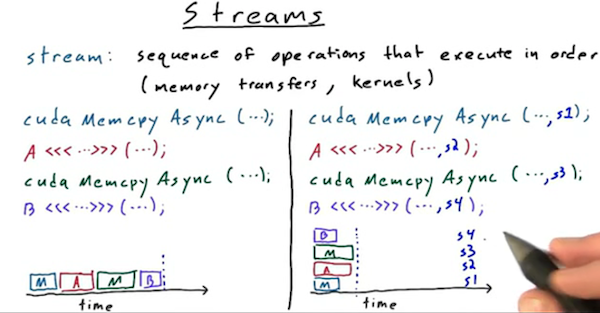 Streams
stream: sequence of operations that execute in order
(memory transfers, kernels)
cuda Memcpy Async (...);
A <<< ... >>> (...);
cuda Memcpy Async (...);
B <<< ... >>> (...);
M A M B
time
cuda Memcpy Async (..., s1);
A <<< ... >>> (..., s2);
cuda Memcpy Async (..., s3);
B <<< ... >>> (..., s4);
B s4
M s3
A s2
M s1
time